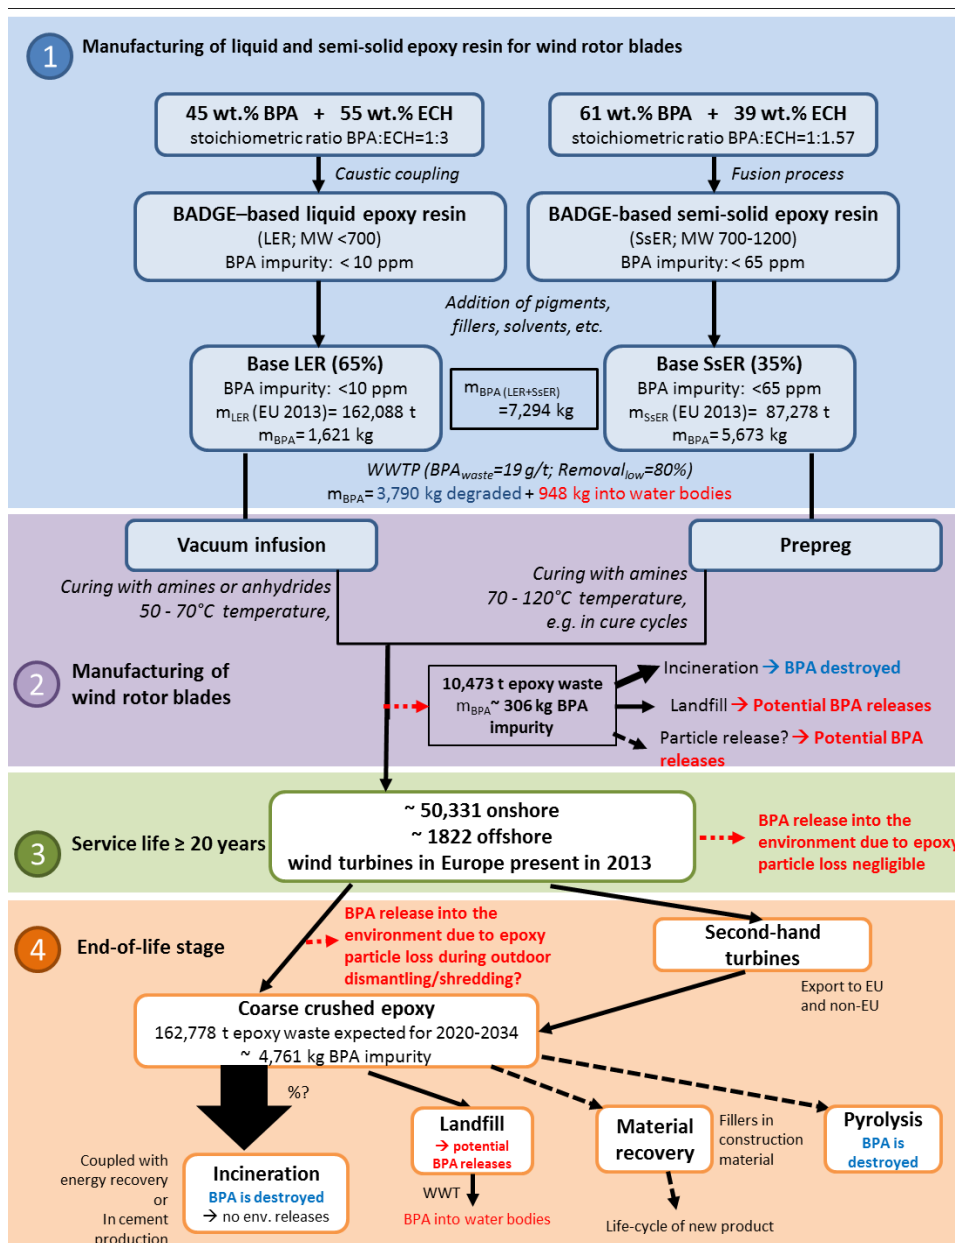 1
Manufacturing of liquid and semi-solid epoxy resin for wind rotor blades
45 wt.% BPA + 55 wt.% ECH
stoichiometric ratio BPA:ECH=1:3
61 wt.% BPA + 39 wt.% ECH
stoichiometric ratio BPA:ECH=1:1.57
Caustic coupling
Fusion process
BADGE–based liquid epoxy resin
(LER; MW <700)
BPA impurity: < 10 ppm
BADGE-based semi-solid epoxy resin
(SsER; MW 700-1200)
BPA impurity: < 65 ppm
Addition of pigments,
fillers, solvents, etc.
Base LER (65%)
BPA impurity: <10 ppm
mLER (EU 2013)= 162,088 t
mBPA= 1,621 kg
mBPA (LER+SsER)
=7,294 kg
Base SsER (35%)
BPA impurity: <65 ppm
mSsER (EU 2013)= 87,278 t
mBPA= 5,673 kg
WWTP (BPAwaste=19 g/t; Removallow=80%)
mBPA= 3,790 kg degraded + 948 kg into water bodies
Vacuum infusion
Prepreg
Curing with amines or anhydrides
50 - 70°C temperature,
Curing with amines
70 - 120°C temperature,
e.g. in cure cycles
2
Manufacturing of
wind rotor blades
10,473 t epoxy waste
mBPA~ 306 kg BPA
impurity
Incineration → BPA destroyed
Landfill → Potential BPA releases
Particle release? → Potential BPA
releases
3
Service life ≥ 20 years
~ 50,331 onshore
~ 1822 offshore
wind turbines in Europe present in 2013
BPA release into the
environment due to epoxy
particle loss negligible
4
End-of-life stage
BPA release into the
environment due to epoxy
particle loss during outdoor
dismantling/shredding?
Second-hand
turbines
Export to EU
and non-EU
Coarse crushed epoxy
162,778 t epoxy waste expected for 2020-2034
~ 4,761 kg BPA impurity
%?
Coupled with
energy recovery
or
In cement
production
Incineration
BPA is destroyed
→ no env. releases
Landfill
→ potential
BPA releases
WWT
BPA into water bodies
Material
recovery
Fillers in
construction
material
Life-cycle of new product
Pyrolysis
BPA is
destroyed